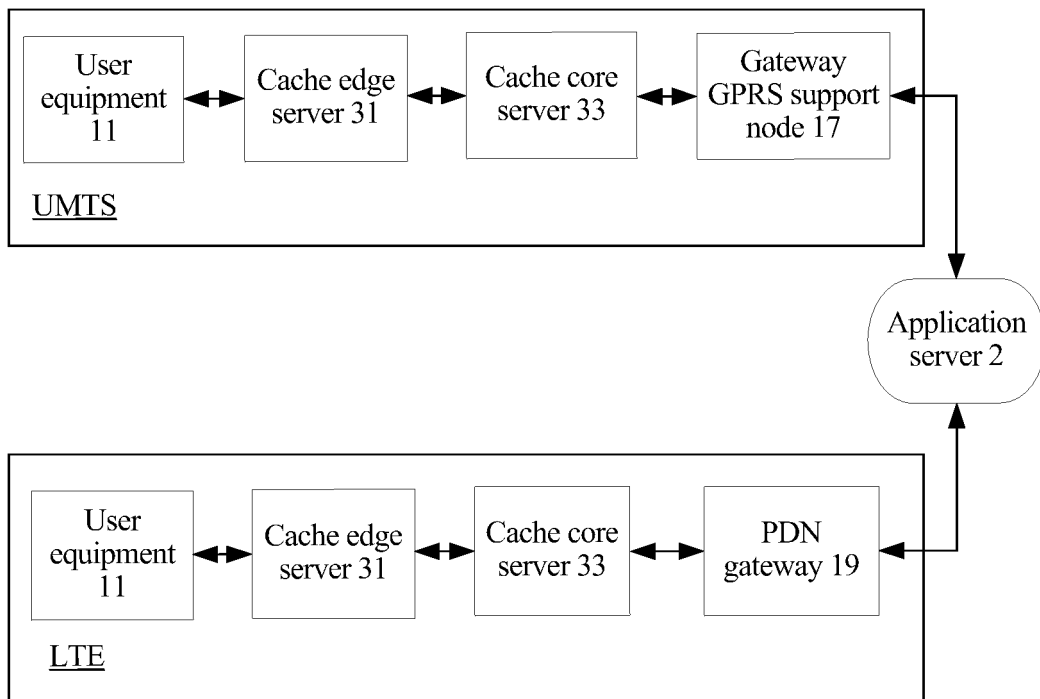 User
equipment
11
Cache edge
server 31
Cache core
server 33
Gateway
GPRS support
node 17
UMTS
Application
server 2
User
equipment
11
Cache edge
server 31
Cache core
server 33
PDN
gateway 19
LTE